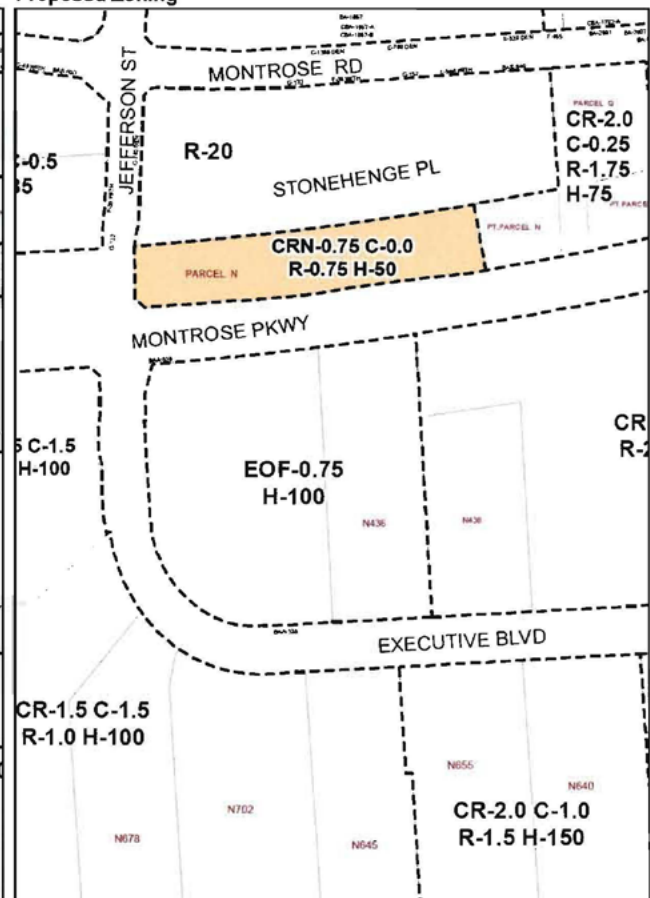 Proposed Zoning
MONTROSE RD
JEFFERSON ST
PARCEL G
CR-2.0
C-0.25
R-1.75
H-75
R-20
STONEHENGE PL
PT.PARCEL N
CRN-0.75 C-0.0
R-0.75 H-50
PARCEL N
MONTROSE PKWY
5 C-1.5
H-100
EOF-0.75
H-100
CR
N436
N438
EXECUTIVE BLVD
CR-1.5 C-1.5
R-1.0 H-100
N655
N640
N702
CR-2.0 C-1.0
R-1.5 H-150
N678
N645